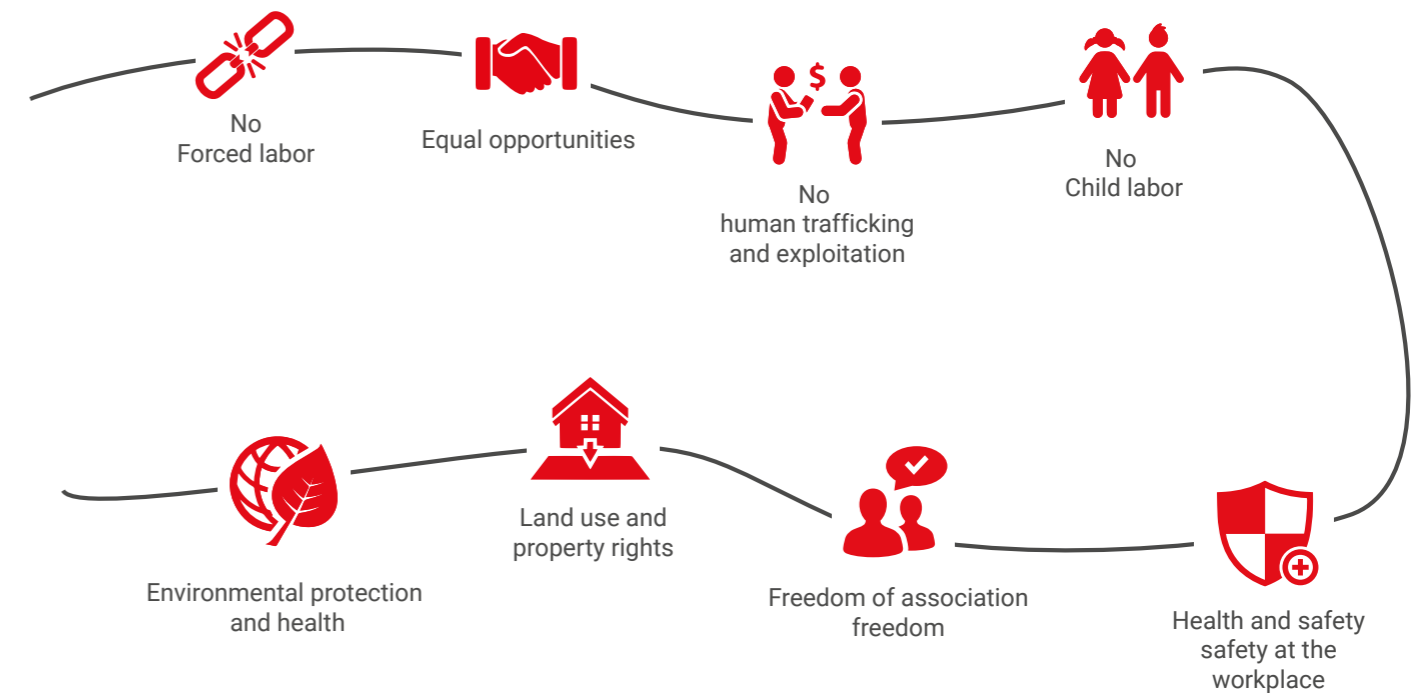 No
Forced labor
Equal opportunities
$
No
human trafficking
and exploitation
No
Child labor
Land use and
property rights
Environmental protection
and health
Freedom of association
freedom
Health and safety
safety at the
workplace